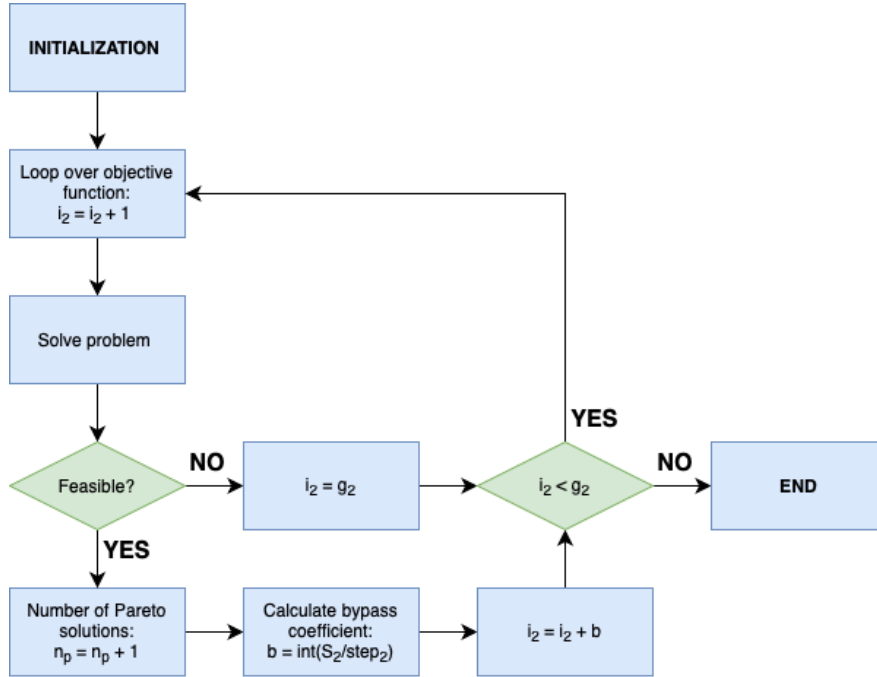 INITIALIZATION
Loop over objective
function:
i₂ = i₂ + 1
Solve problem
Feasible?
NO
i₂ = g₂
i₂ < g₂
YES
NO
END
YES
Number of Pareto
solutions:
nₚ = nₚ + 1
Calculate bypass
coefficient:
b = int(S₂/step₂)
i₂ = i₂ + b